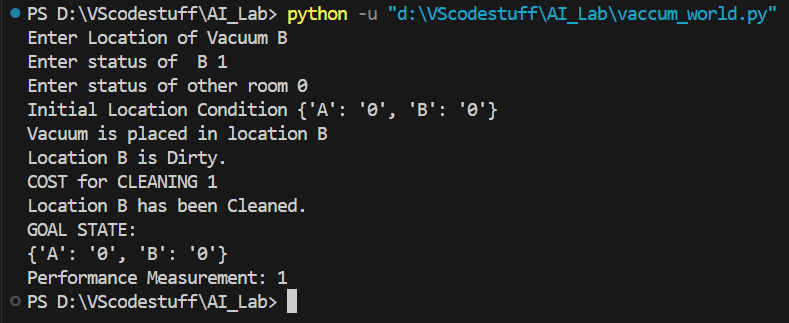 PS D:\VScodestuff\AI_Lab> python -u "d:\VScodestuff\AI_Lab\vaccum_world.py"
Enter Location of Vacuum B
Enter status of  B 1
Enter status of other room 0
Initial Location Condition {'A': '0', 'B': '0'}
Vacuum is placed in location B
Location B is Dirty.
COST for CLEANING 1
Location B has been Cleaned.
GOAL STATE:
{'A': '0', 'B': '0'}
Performance Measurement: 1
PS D:\VScodestuff\AI_Lab>